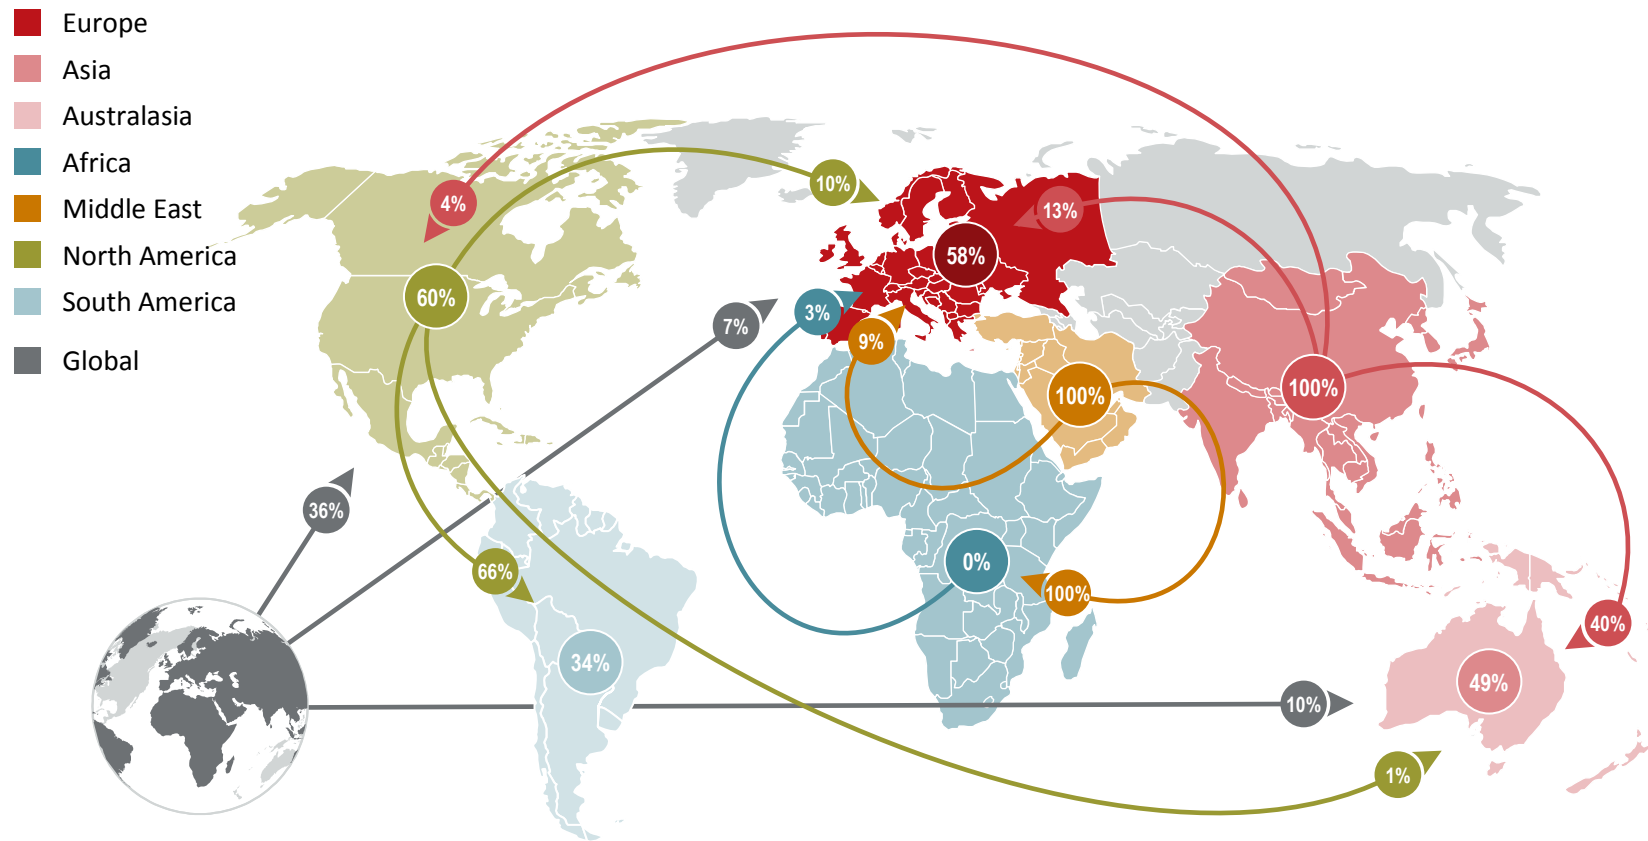 Europe
Asia
Australasia
Africa
Middle East
North America
South America
Global
4%
10%
13%
58%
60%
3%
7%
9%
100%
100%
36%
0%
66%
100%
40%
34%
49%
10%
1%